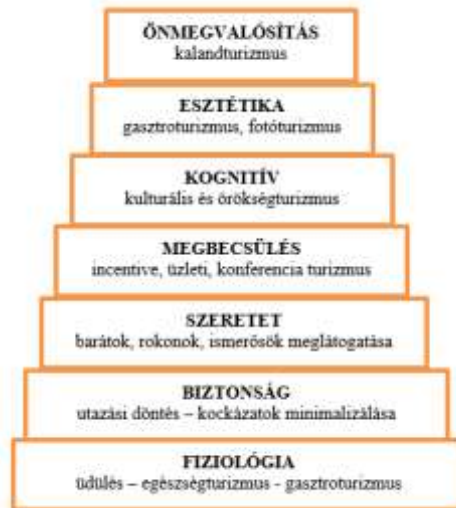 ÖNMEGVALÓSÍTÁS
kalandturizmus
ESZTÉTIKA
gasztroturizmus, fotóturizmus
KOGNITÍV
kulturális és örökségturizmus
MEGBECSÜLÉS
incentive, üzleti, konferencia turizmus
SZERETET
barátok, rokonok, ismerősök meglátogatása
BIZTONSÁG
utazási döntés – kockázatok minimalizálása
FIZIOLÓGIA
üdülés – egészségturizmus - gasztroturizmus